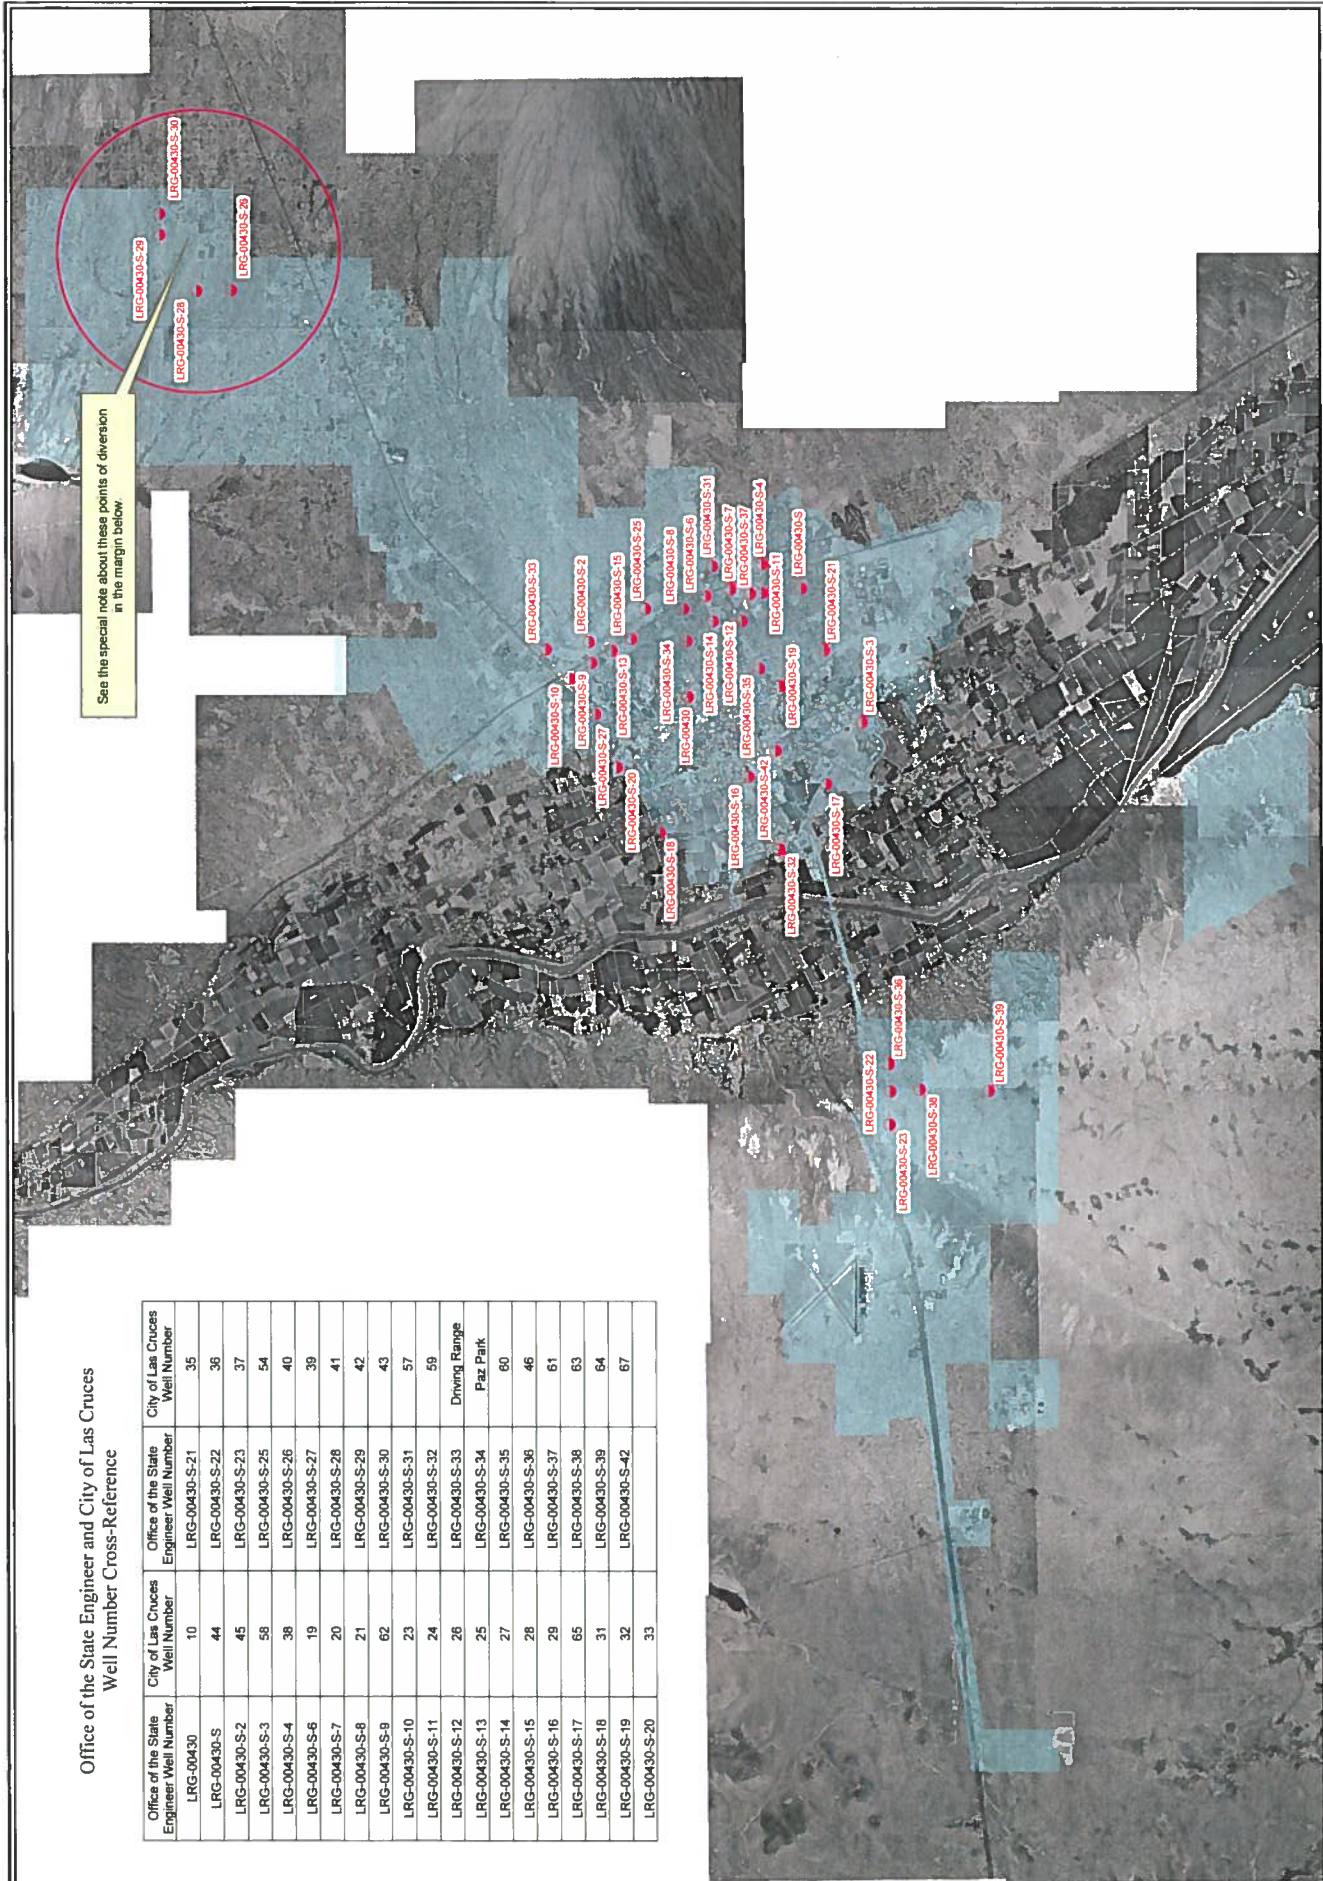 Office of the State Engineer and City of Las Cruces
Well Number Cross-Reference
Office of the State Engineer Well Number | City of Las Cruces Well Number | Office of the State Engineer Well Number | City of Las Cruces Well Number
LRG-00430 | 10 | LRG-00430-S-21 | 35
LRG-00430-S | 44 | LRG-00430-S-22 | 36
LRG-00430-S-2 | 45 | LRG-00430-S-23 | 37
LRG-00430-S-3 | 58 | LRG-00430-S-25 | 54
LRG-00430-S-4 | 38 | LRG-00430-S-26 | 40
LRG-00430-S-6 | 19 | LRG-00430-S-27 | 39
LRG-00430-S-7 | 20 | LRG-00430-S-28 | 41
LRG-00430-S-8 | 21 | LRG-00430-S-29 | 42
LRG-00430-S-9 | 62 | LRG-00430-S-30 | 43
LRG-00430-S-10 | 23 | LRG-00430-S-31 | 57
LRG-00430-S-11 | 24 | LRG-00430-S-32 | 59
LRG-00430-S-12 | 26 | LRG-00430-S-33 | Driving Range
LRG-00430-S-13 | 25 | LRG-00430-S-34 | Paz Park
LRG-00430-S-14 | 27 | LRG-00430-S-35 | 60
LRG-00430-S-15 | 28 | LRG-00430-S-36 | 46
LRG-00430-S-16 | 29 | LRG-00430-S-37 | 61
LRG-00430-S-17 | 65 | LRG-00430-S-38 | 63
LRG-00430-S-18 | 31 | LRG-00430-S-39 | 64
LRG-00430-S-19 | 32 | LRG-00430-S-42 | 67
LRG-00430-S-20 | 33
See the special note about these points of diversion
in the margin below.
LRG-00430-S-29
LRG-00430-S-30
LRG-00430-S-28
LRG-00430-S-26
LRG-00430-S-33
LRG-00430-S-10
LRG-00430-S-2
LRG-00430-S-9
LRG-00430-S-27
LRG-00430-S-15
LRG-00430-S-13
LRG-00430-S-20
LRG-00430-S-25
LRG-00430-S-18
LRG-00430-S-8
LRG-00430-S-34
LRG-00430
LRG-00430-S-6
LRG-00430-S-31
LRG-00430-S-14
LRG-00430-S-7
LRG-00430-S-12
LRG-00430-S-37
LRG-00430-S-35
LRG-00430-S-16
LRG-00430-S-4
LRG-00430-S-42
LRG-00430-S-11
LRG-00430-S-19
LRG-00430-S-32
LRG-00430-S
LRG-00430-S-21
LRG-00430-S-17
LRG-00430-S-3
LRG-00430-S-22
LRG-00430-S-36
LRG-00430-S-23
LRG-00430-S-38
LRG-00430-S-39